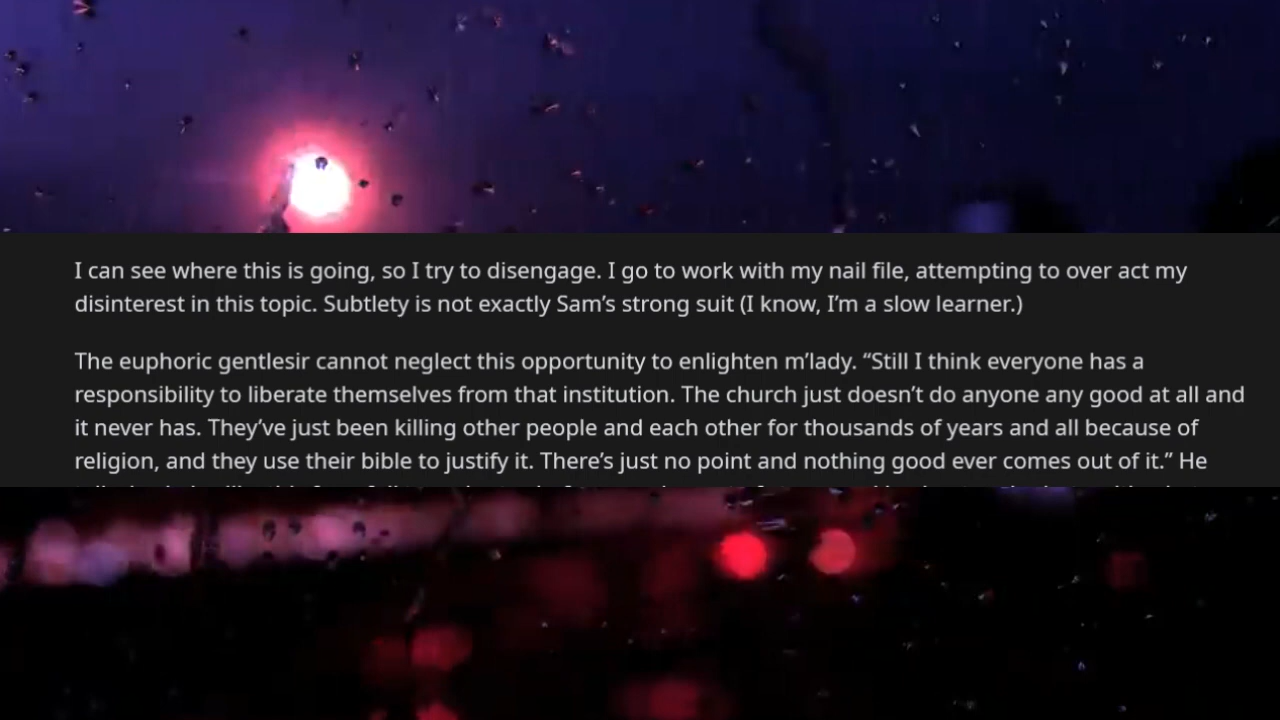 I can see where this is going, so I try to disengage. I go to work with my nail file, attempting to over act my
disinterest in this topic. Subtlety is not exactly Sam’s strong suit (I know, I’m a slow learner.)
The euphoric gentlesir cannot neglect this opportunity to enlighten m’lady. “Still I think everyone has a
responsibility to liberate themselves from that institution. The church just doesn’t do anyone any good at all and
it never has. They’ve just been killing other people and each other for thousands of years and all because of
religion, and they use their bible to justify it. There’s just no point and nothing good ever comes out of it.” He